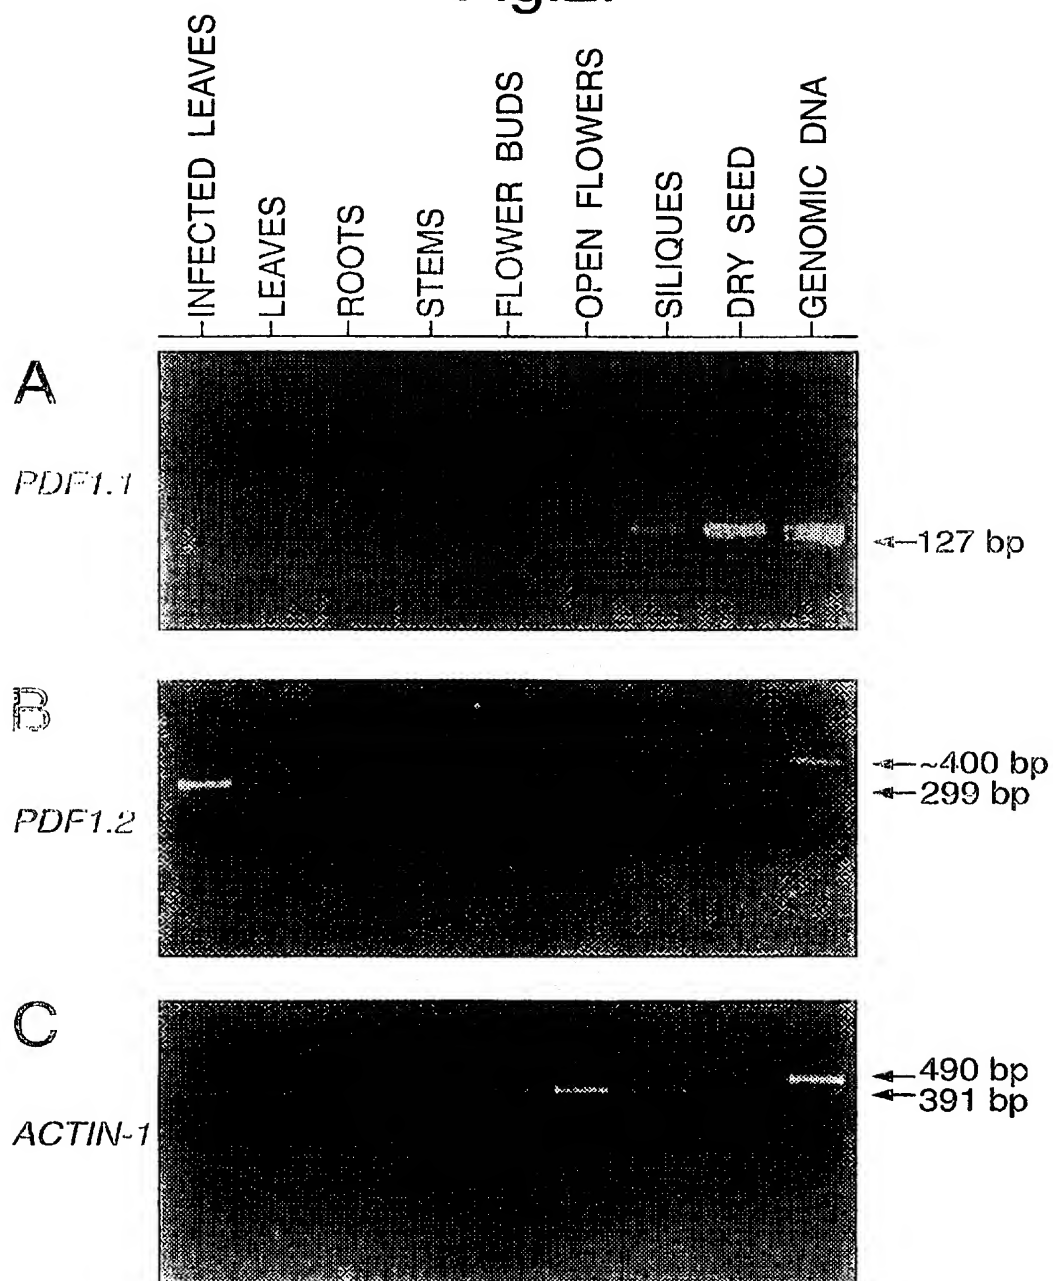 INFECTED LEAVES
LEAVES
ROOTS
STEMS
FLOWER BUDS
OPEN FLOWERS
SILIQUES
DRY SEED
GENOMIC DNA
A
PDF1.1
127 bp
B
PDF1.2
~400 bp
299 bp
C
ACTIN-1
490 bp
391 bp